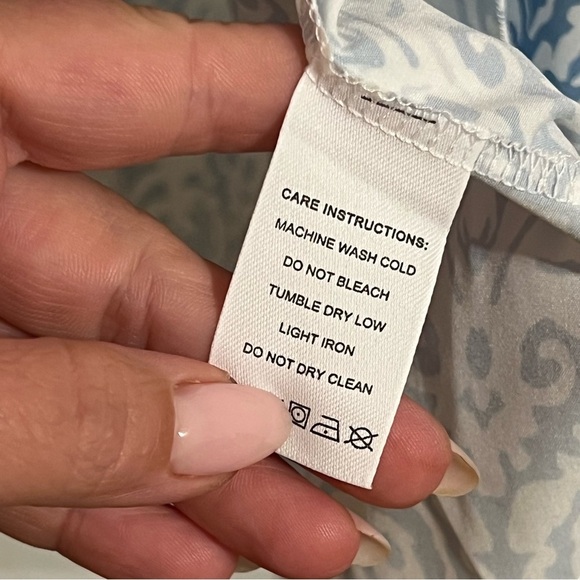 CARE INSTRUCTIONS:
MACHINE WASH COLD
DO NOT BLEACH
TUMBLE DRY LOW
LIGHT IRON
DO NOT DRY CLEAN